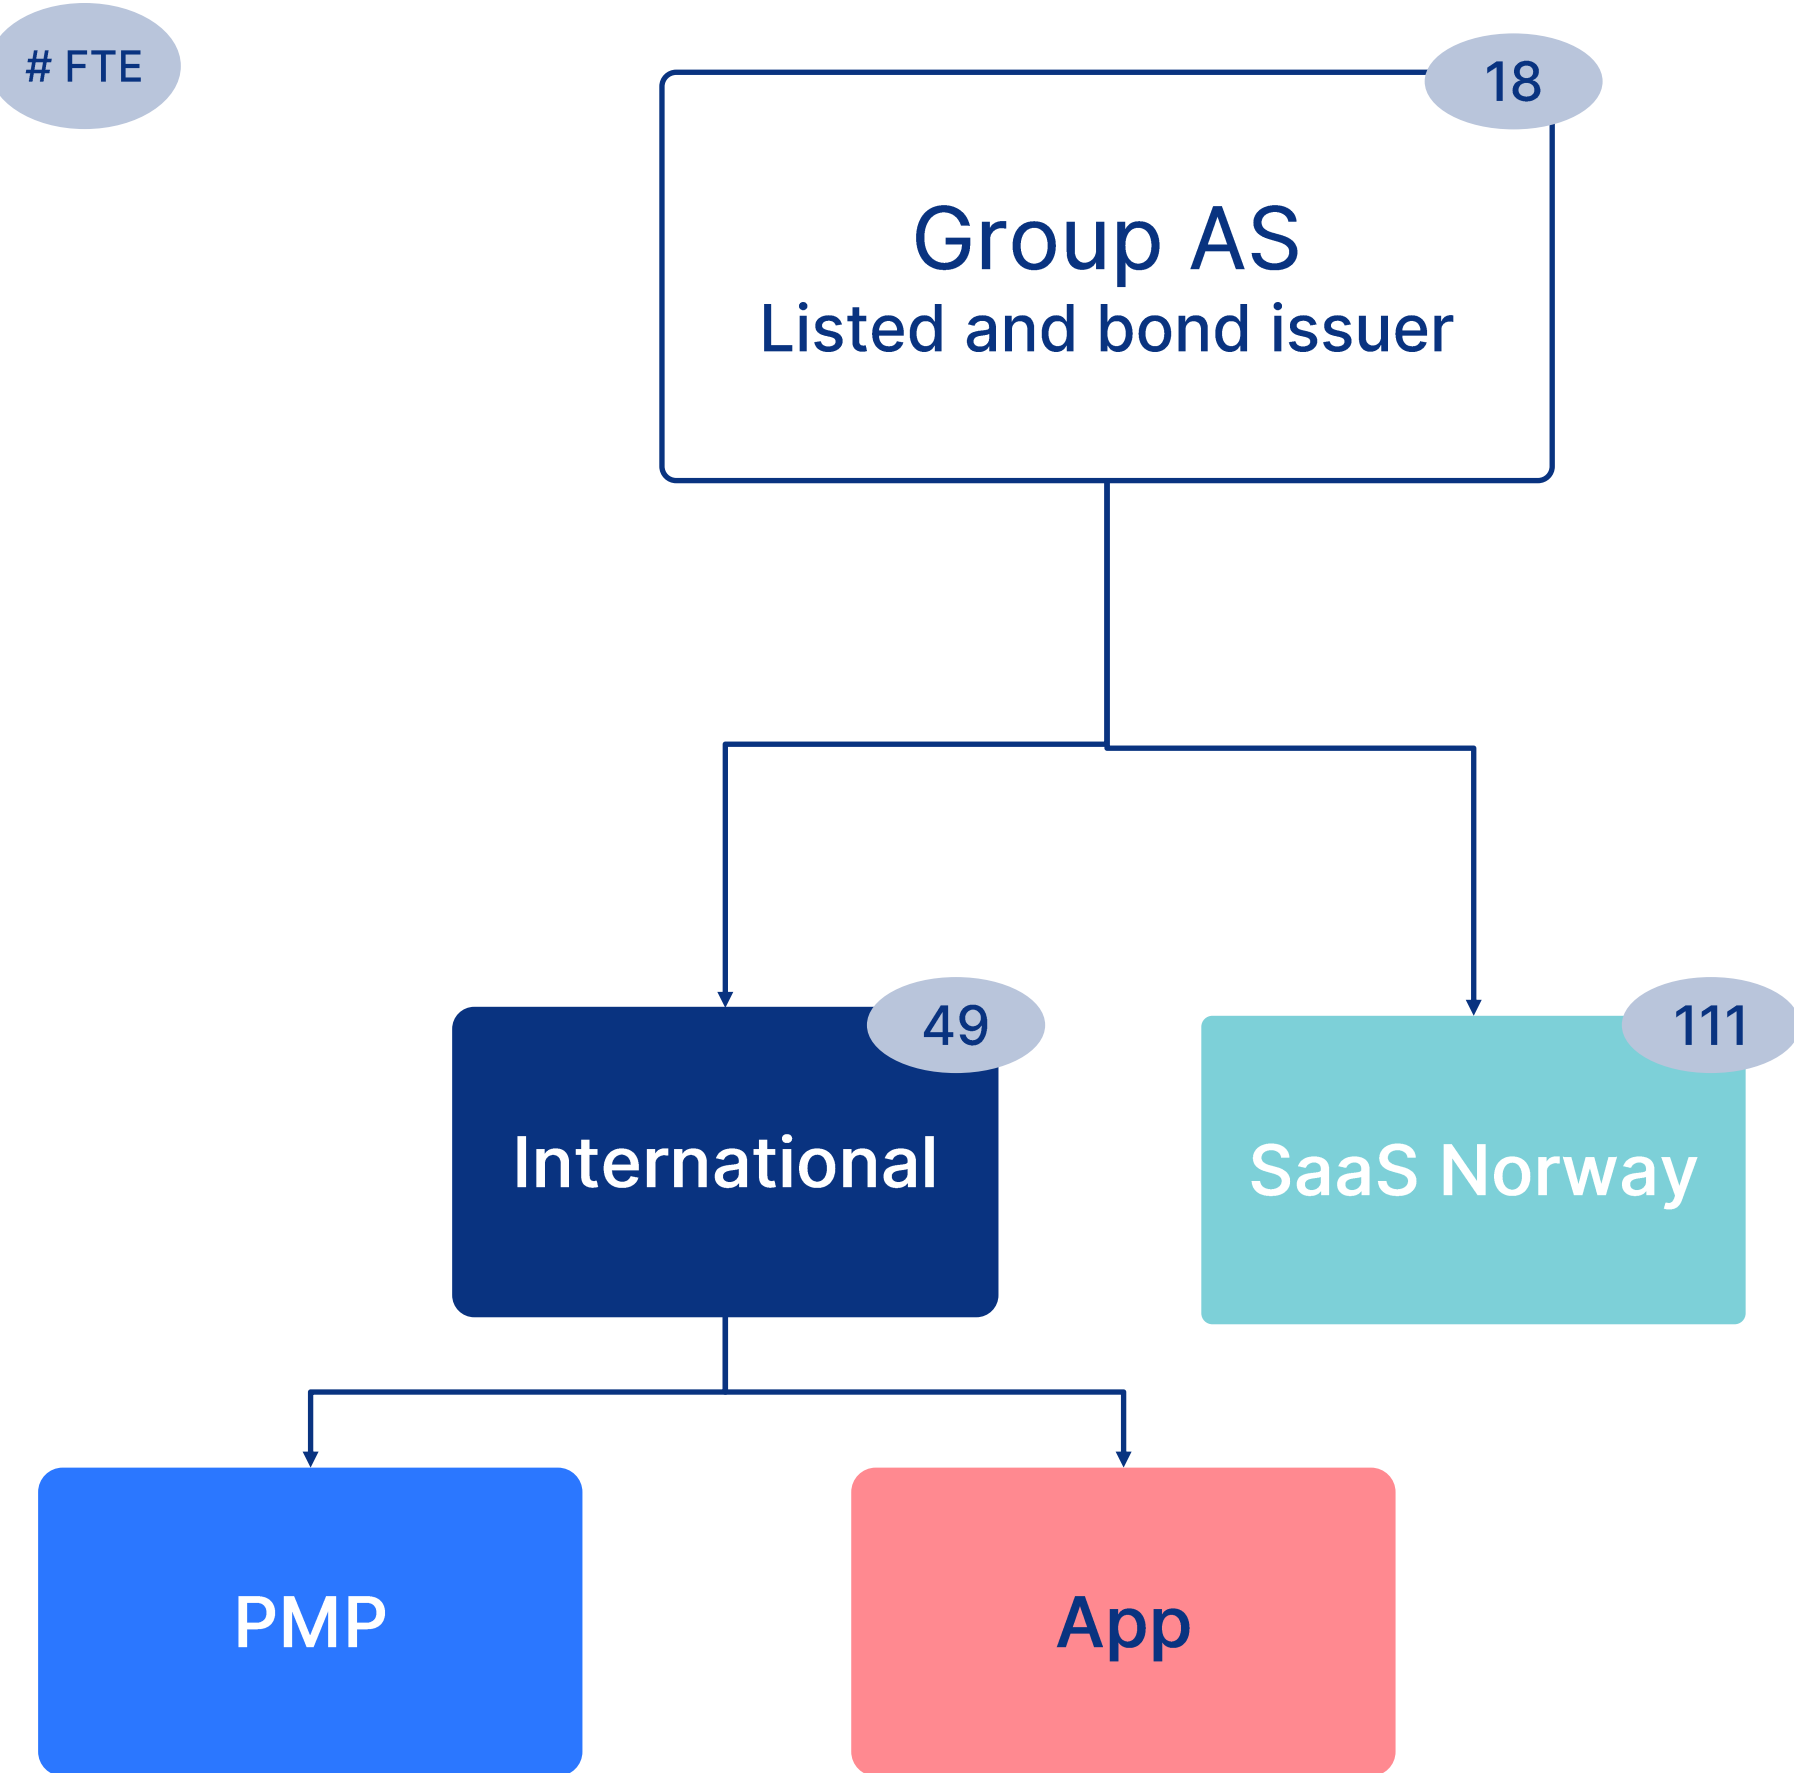 # FTE
18
Group AS
Listed and bond issuer
49
111
International
SaaS Norway
PMP
App